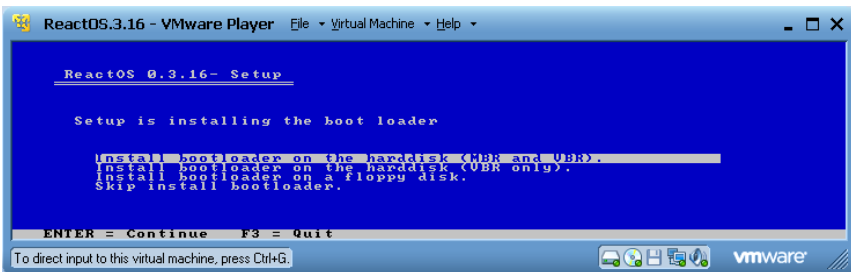 ReactOS.3.16 - VMware Player File Virtual Machine Help
ReactOS 0.3.16- Setup
Setup is installing the boot loader
Install bootloader on the harddisk (MBR and VBR).
Install bootloader on the harddisk (VBR only).
Install bootloader on a floppy disk.
Skip install bootloader.
ENTER = Continue F3 = Quit
To direct input to this virtual machine, press Ctrl+G. vmware